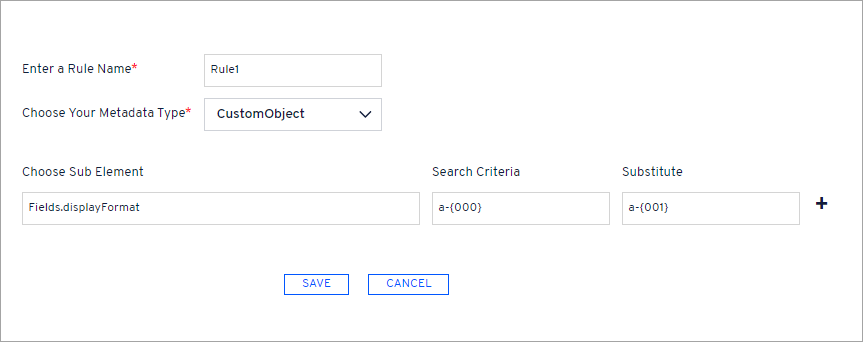 Enter a Rule Name* Rule1
Choose Your Metadata Type* CustomObject
Choose Sub Element Search Criteria Substitute
Fields.displayFormat a-{000} a-{001} +
SAVE CANCEL